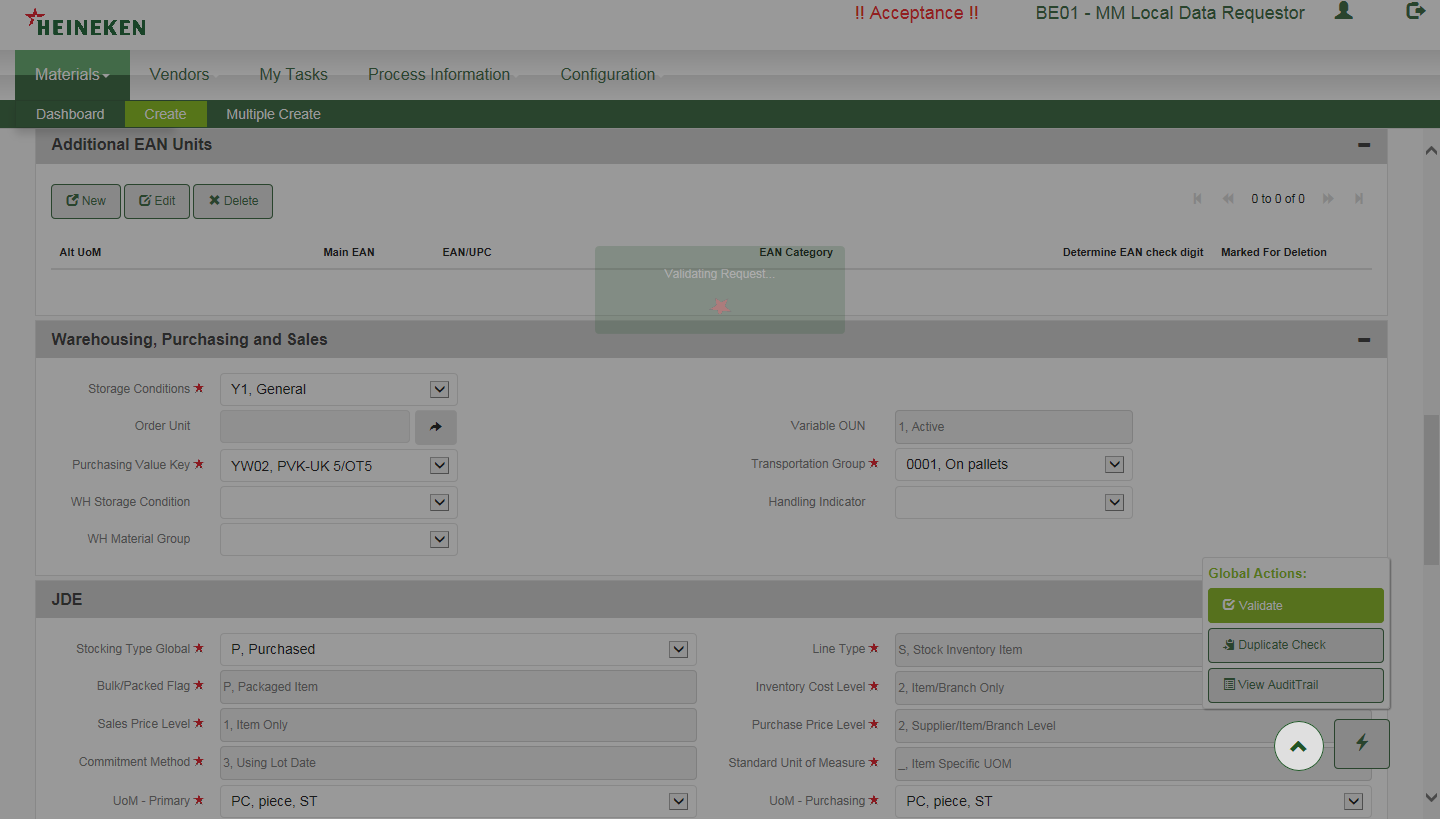 HEINEKEN
!! Acceptance !!
BE01 - MM Local Data Requestor
Materials
Vendors
My Tasks
Process Information
Configuration
Dashboard
Create
Multiple Create
Additional EAN Units
New
Edit
Delete
0 to 0 of 0
Alt UoM
Main EAN
EAN/UPC
EAN Category
Determine EAN check digit
Marked For Deletion
Validating Request...
Warehousing, Purchasing and Sales
Storage Conditions
Y1, General
Order Unit
Variable OUN
1, Active
Purchasing Value Key
YW02, PVK-UK 5/OT5
Transportation Group
0001, On pallets
WH Storage Condition
Handling Indicator
WH Material Group
JDE
Global Actions:
Validate
Duplicate Check
View AuditTrail
Stocking Type Global
P, Purchased
Line Type
S, Stock Inventory Item
Bulk/Packed Flag
P, Packaged Item
Inventory Cost Level
2, Item/Branch Only
Sales Price Level
1, Item Only
Purchase Price Level
2, Supplier/Item/Branch Level
Commitment Method
3, Using Lot Date
Standard Unit of Measure
_, Item Specific UOM
UoM - Primary
PC, piece, ST
UoM - Purchasing
PC, piece, ST